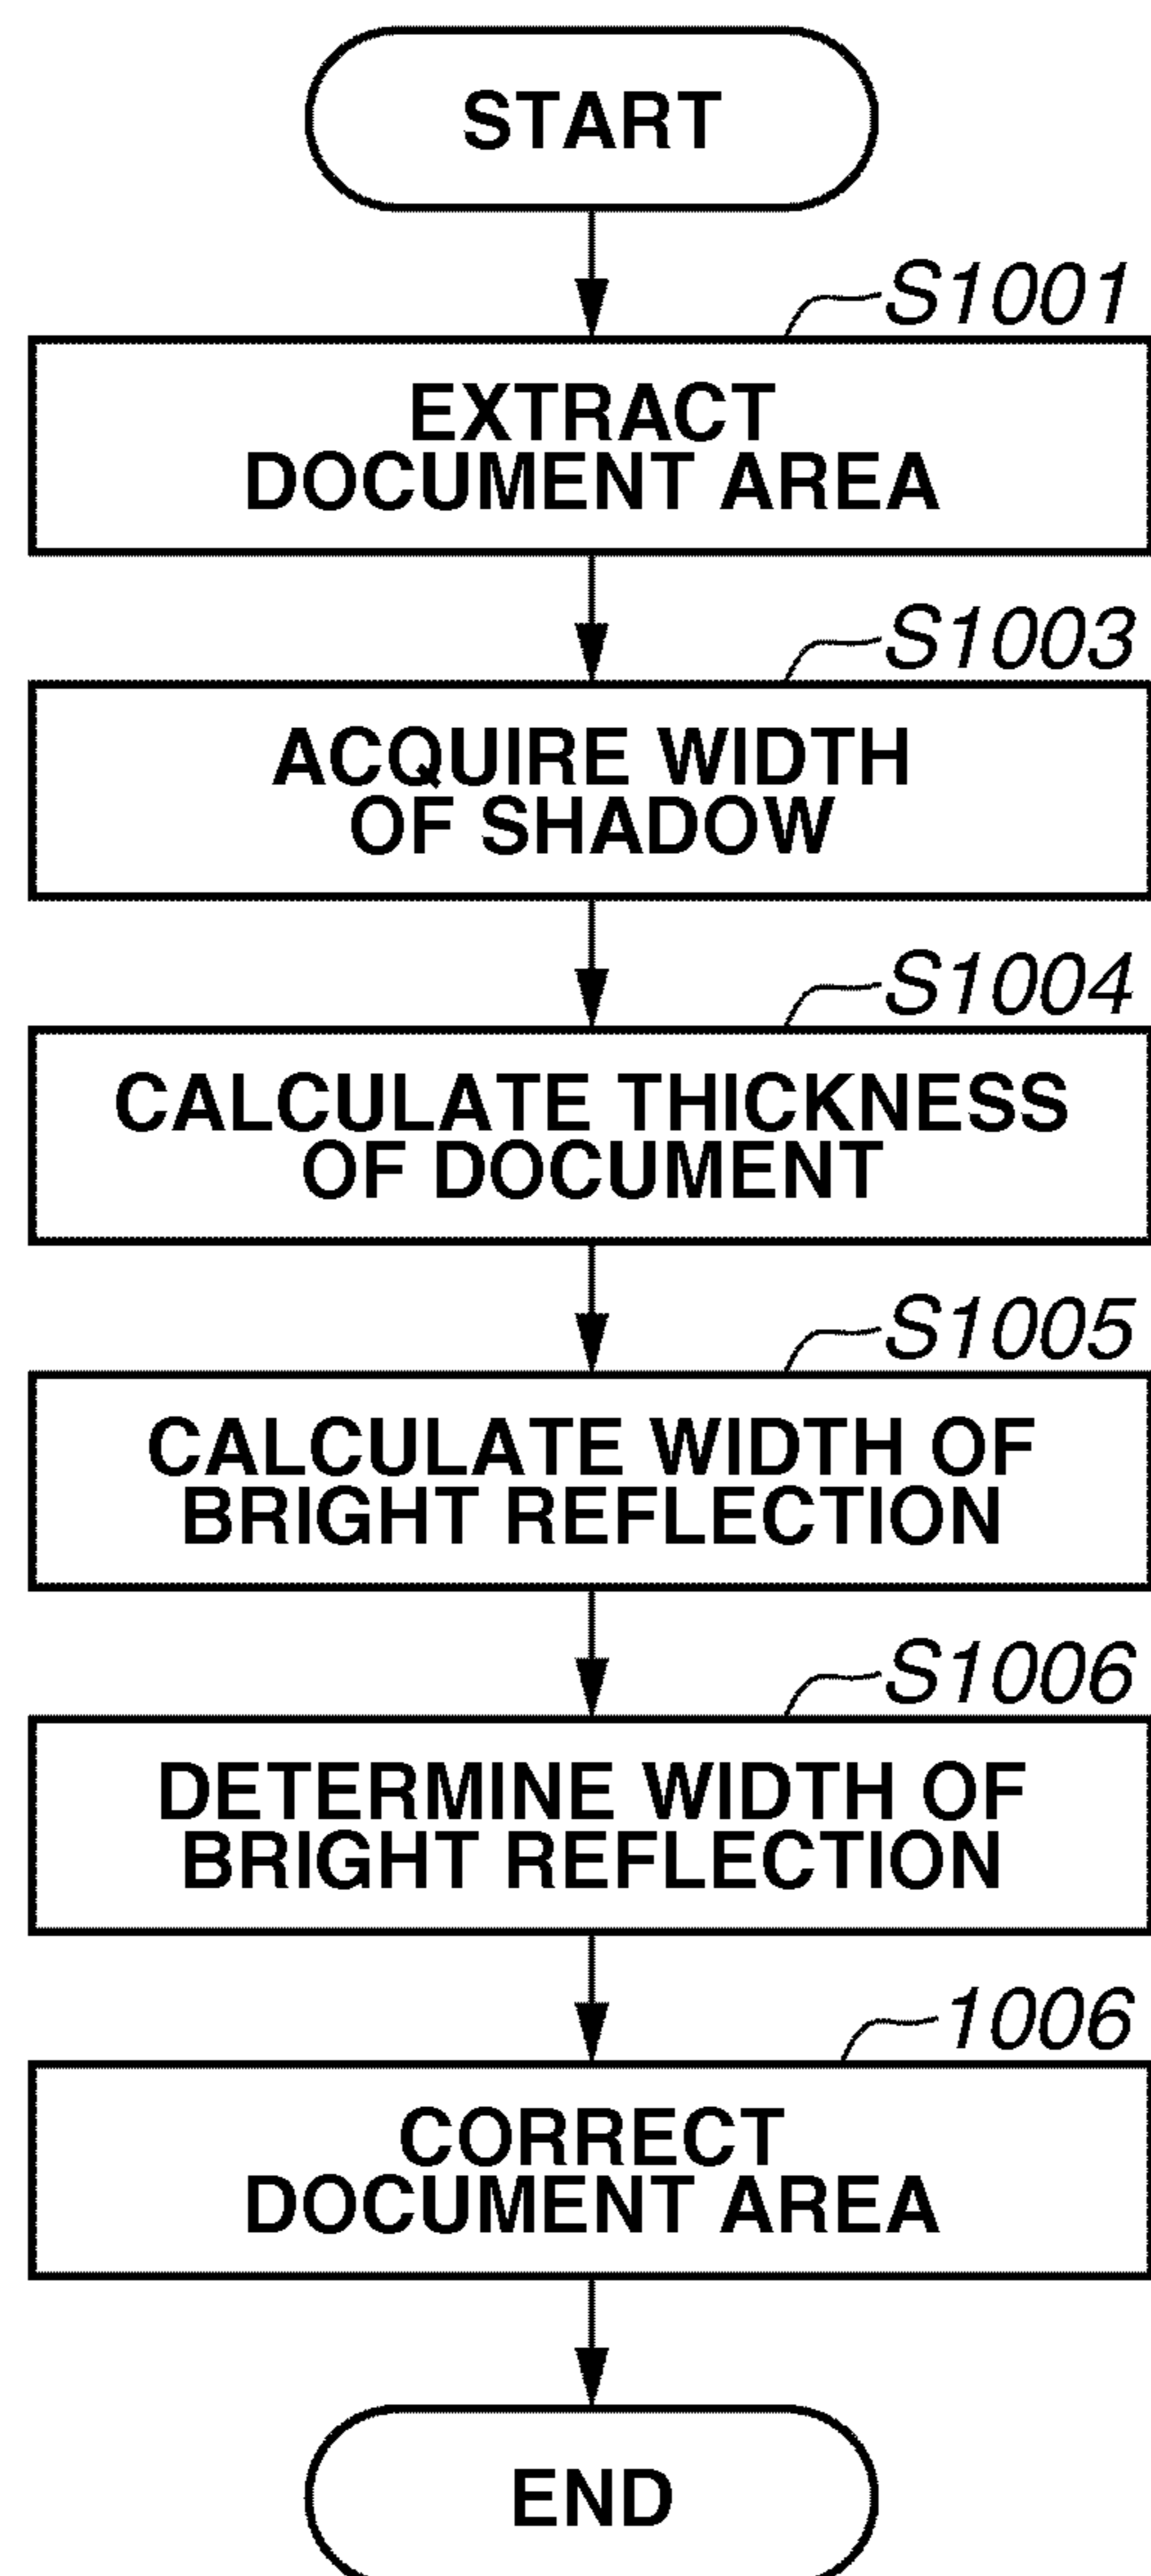 START
S1001
EXTRACT
DOCUMENT AREA
S1003
ACQUIRE WIDTH
OF SHADOW
S1004
CALCULATE THICKNESS
OF DOCUMENT
S1005
CALCULATE WIDTH OF
BRIGHT REFLECTION
S1006
DETERMINE WIDTH OF
BRIGHT REFLECTION
1006
CORRECT
DOCUMENT AREA
END